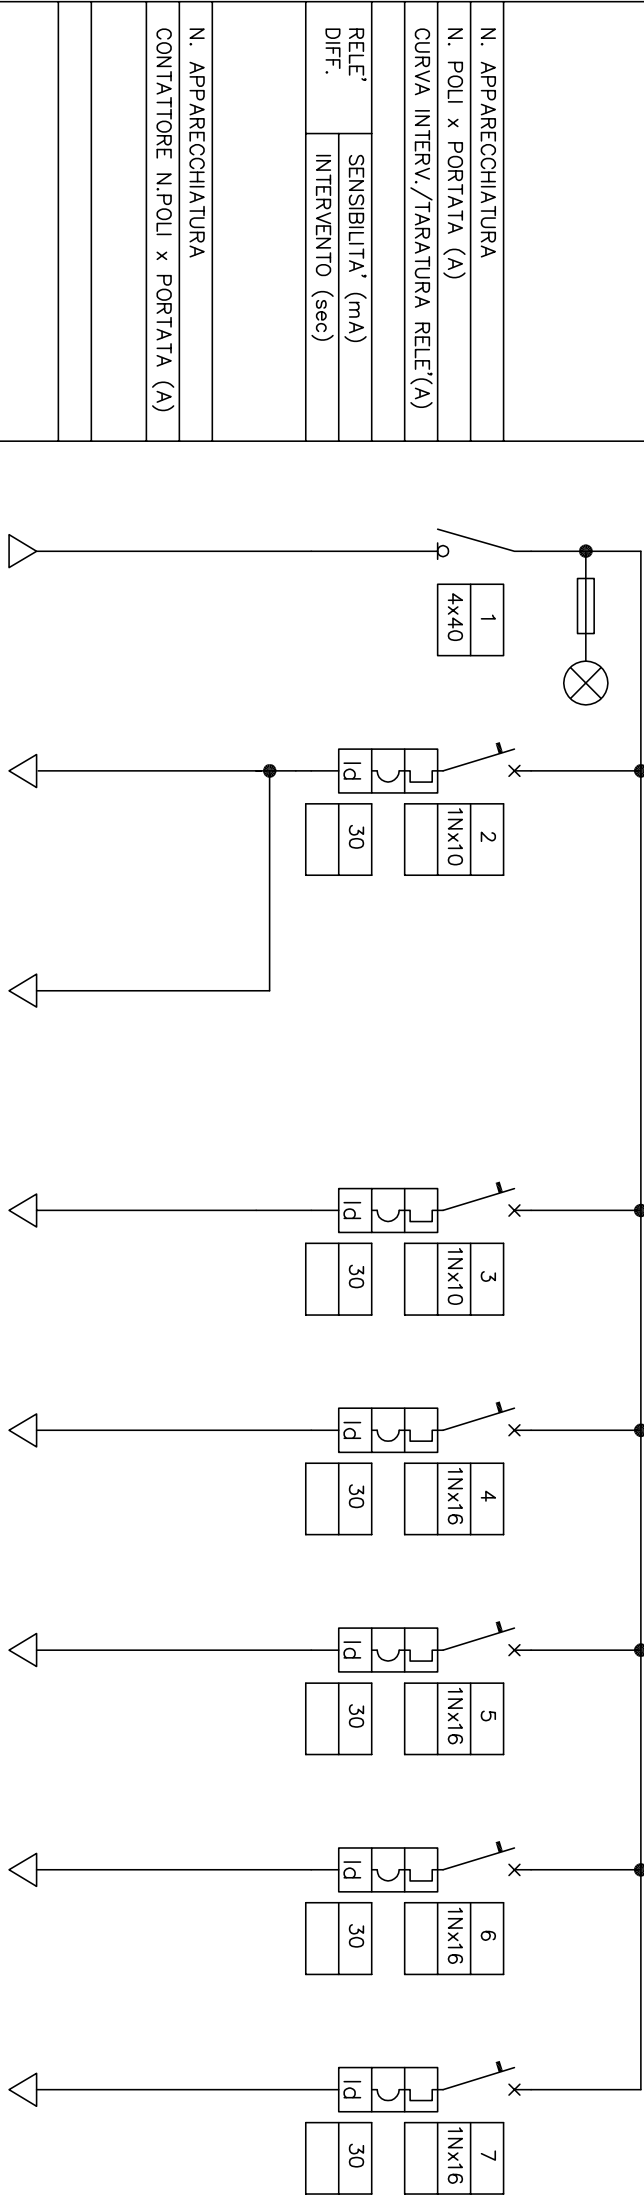 N. APPARECCHIATURA
N. POLI x PORTATA (A)
CURVA INTERV./TARATURA RELE'(A)
RELE'
DIFF.
SENSIBILITA' (mA)
INTERVENTO (sec)
N. APPARECCHIATURA
CONTATTORE N.POLI x PORTATA (A)
1
4x40
2
1Nx10
Id
30
3
1Nx10
Id
30
4
1Nx16
Id
30
5
1Nx16
Id
30
6
1Nx16
Id
30
7
1Nx16
Id
30